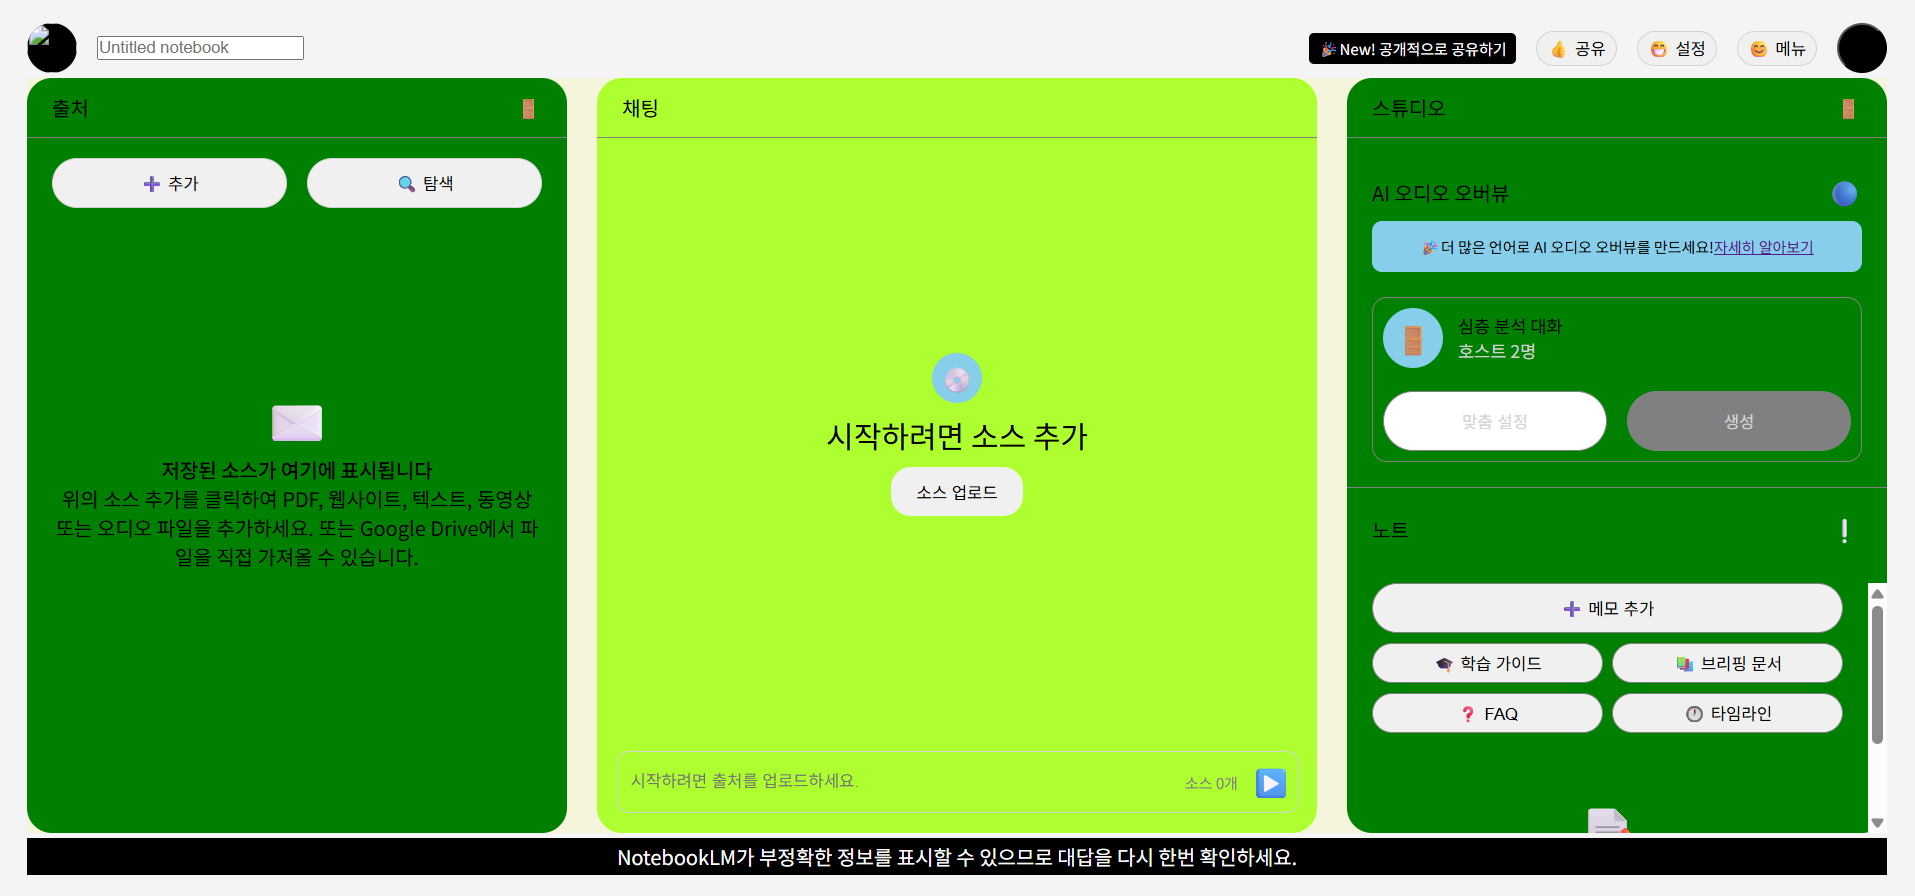 Untitled notebook
🎉New! 공개적으로 공유하기
👍 공유
😁 설정
😊 메뉴
출처
➕ 추가
🔍 탐색
저장된 소스가 여기에 표시됩니다
위의 소스 추가를 클릭하여 PDF, 웹사이트, 텍스트, 동영상
또는 오디오 파일을 추가하세요. 또는 Google Drive에서 파
일을 직접 가져올 수 있습니다.
채팅
시작하려면 소스 추가
소스 업로드
시작하려면 출처를 업로드하세요.
소스 0개
스튜디오
AI 오디오 오버뷰
🎉 더 많은 언어로 AI 오디오 오버뷰를 만드세요!자세히 알아보기
심층 분석 대화
호스트 2명
맞춤 설정
생성
노트
➕ 메모 추가
🎓 학습 가이드
📚 브리핑 문서
❓ FAQ
⏱ 타임라인
NotebookLM가 부정확한 정보를 표시할 수 있으므로 대답을 다시 한번 확인하세요.